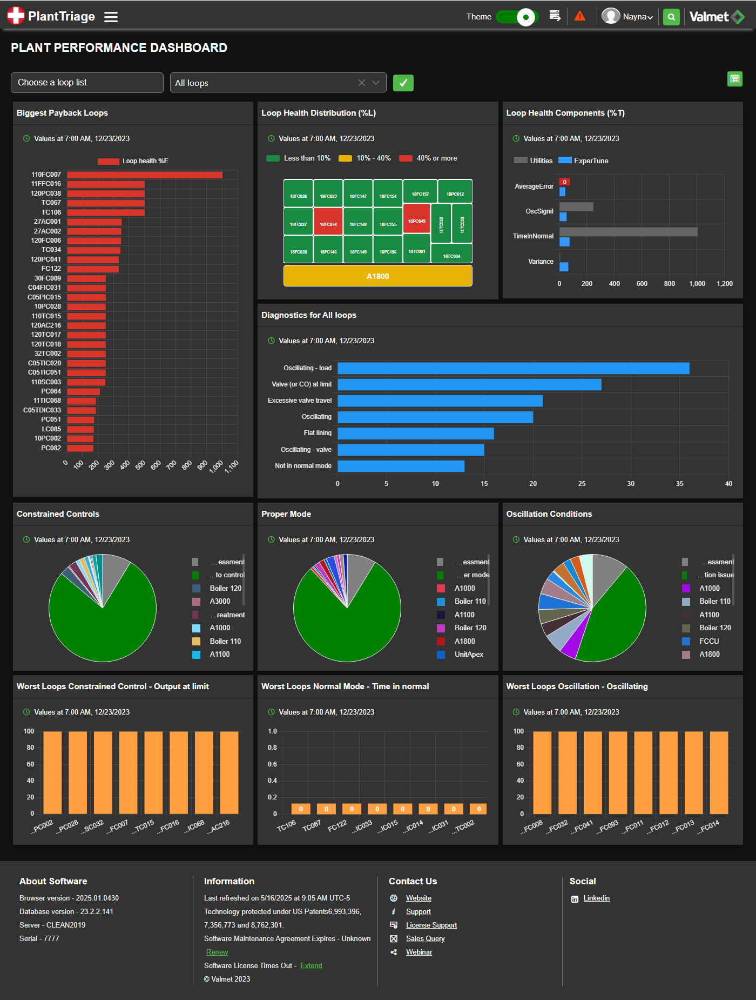 PlantTriage
Theme
Nayna
Valmet
PLANT PERFORMANCE DASHBOARD
Choose a loop list
All loops
Biggest Payback Loops
Values at 7:00 AM, 12/23/2023
Loop health %E
110FC007
11FFC016
120PC038
TC067
TC106
27AC001
27AC002
120FC006
TC034
120PC041
FC122
30FC009
C04FIC031
C05PIC015
10PC028
110TC015
120AC216
120TC017
120TC018
32TC002
C05TIC020
C05TIC051
110SC003
PC064
11TIC068
C05TDIC033
PC051
LC085
10PC002
PC082
0 100 200 300 400 500 600 700 800 900 1,000 1,100
Loop Health Distribution (%L)
Values at 7:00 AM, 12/23/2023
Less than 10% 10% - 40% 40% or more
18FC026 18FC029 18FC147 18FC154 18FC157 18PC012
18FC027 18FC076 18FC148 18FC155 18PC049 18TC002 18TC003
18FC028 18FC146 18FC149 18FC156 18TC001 18TC004
A1800
Loop Health Components (%T)
Values at 7:00 AM, 12/23/2023
Utilities ExperTune
AverageError
0
OscSignif
TimeInNormal
Variance
0 200 400 600 800 1,000 1,200
Diagnostics for All loops
Values at 7:00 AM, 12/23/2023
Oscillating - load
Valve (or CO) at limit
Excessive valve travel
Oscillating
Flat lining
Oscillating - valve
Not in normal mode
0 5 10 15 20 25 30 35 40
Constrained Controls
Values at 7:00 AM, 12/23/2023
...essment
...to control
Boiler 120
A3000
...reatment
A1000
Boiler 110
A1100
Proper Mode
Values at 7:00 AM, 12/23/2023
...essment
...er mode
A1000
Boiler 110
A1100
Boiler 120
A1800
UnitApex
Oscillation Conditions
Values at 7:00 AM, 12/23/2023
...essment
...tion issue
A1000
Boiler 110
A1100
Boiler 120
FCCU
A1800
Worst Loops Constrained Control - Output at limit
Values at 7:00 AM, 12/23/2023
100
80
60
40
20
0
...PC002 ...PC028 ...SC032 ...FC007 ...TC015 ...FC016 ...IC068 ...AC216
Worst Loops Normal Mode - Time in normal
Values at 7:00 AM, 12/23/2023
1.0
0.8
0.6
0.4
0.2
0
0 0 0 0 0 0 0 0
TC106 TC067 FC122 ...IC033 ...IC015 ...IC014 ...IC031 ...TC002
Worst Loops Oscillation - Oscillating
Values at 7:00 AM, 12/23/2023
100
80
60
40
20
0
...FC008 ...FC032 ...FC041 ...FC093 ...FC011 ...FC012 ...FC013 ...FC014
About Software
Browser version - 2025.01.0430
Database version - 23.2.2.141
Server - CLEAN2019
Serial - 7777
Information
Last refreshed on 5/16/2025 at 9:05 AM UTC-5
Technology protected under US Patents6,993,396,
7,356,773 and 8,762,301.
Software Maintenance Agreement Expires - Unknown
Renew
Software License Times Out - Extend
© Valmet 2023
Contact Us
Website
Support
License Support
Sales Query
Webinar
Social
Linkedin